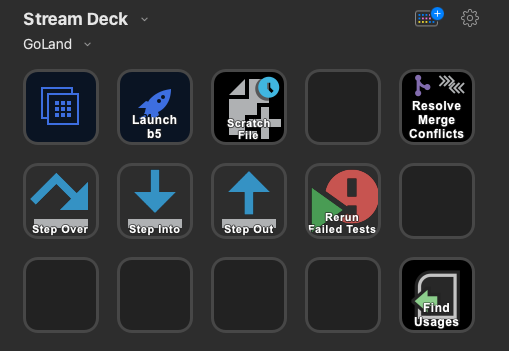 Stream Deck
GoLand
Launch
b5
Scratch
File
Resolve
Merge
Conflicts
Step Over
Step Into
Step Out
Rerun
Failed Tests
Find
Usages